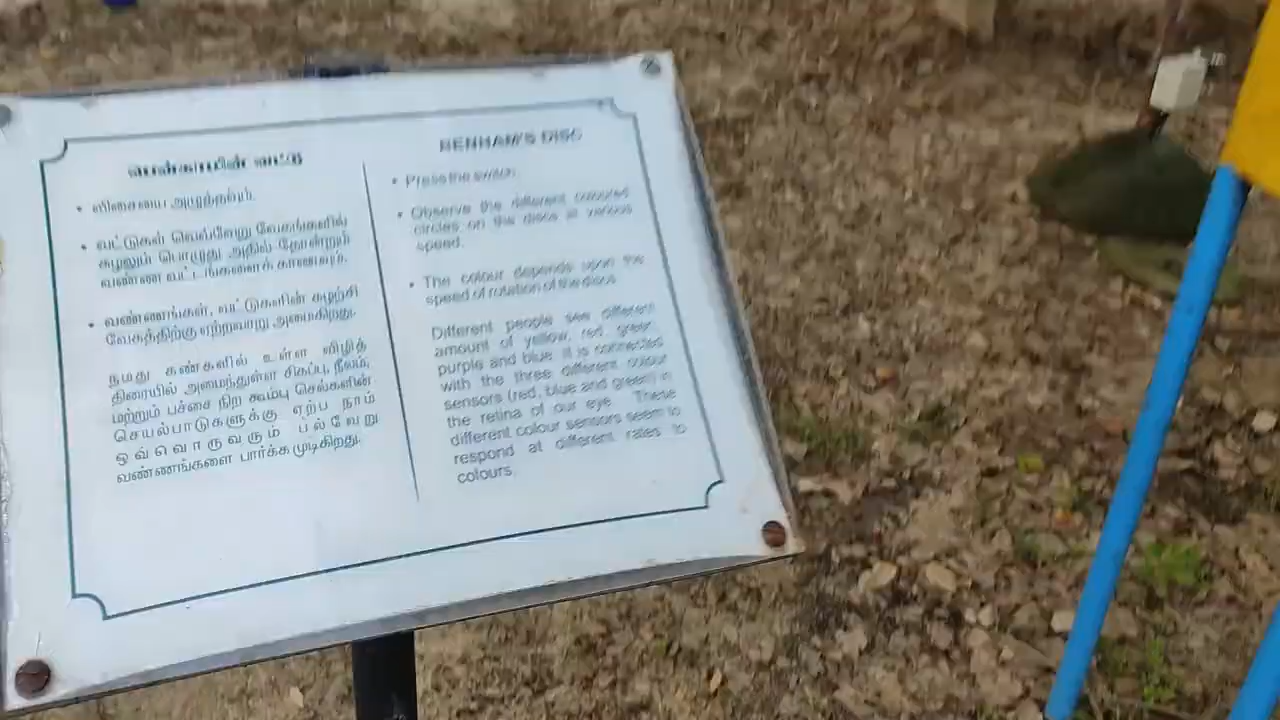 பென்காமின் வட்டு
• விசையை அழுத்தவும்.
• வட்டுகள் வெவ்வேறு வேகங்களில்
சுழலும் பொழுது அதில் தோன்றும்
வண்ண வட்டங்களைக் காணவும்.
• வண்ணங்கள், வட்டுகளின் சுழற்சி
வேகத்திற்கு ஏற்றவாறு அமைகிறது.
நமது கண்களில் உள்ள விழித்
திரையில் அமைந்துள்ள சிகப்பு, நீலம்,
மற்றும் பச்சை நிற கூம்பு செல்களின்
செயல்பாடுகளுக்கு ஏற்ப நாம்
ஒவ்வொருவரும் பல்வேறு
வண்ணங்களை பார்க்க முடிகிறது.
BENHAM'S DISC
• Press the switch.
• Observe the different coloured
circles on the discs at various
speed.
• The colour depends upon the
speed of rotation of the discs.
Different people see different
amount of yellow, red, green,
purple and blue. It is connected
with the three different colour
sensors (red, blue and green) in
the retina of our eye. These
different colour sensors seem to
respond at different rates to
colours.